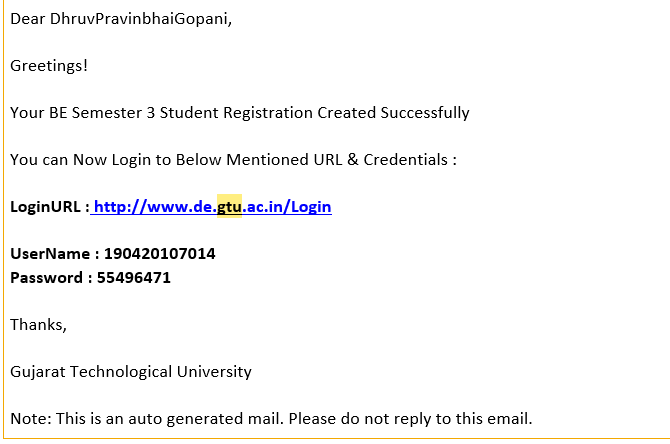 Dear DhruvPravinbhaiGopani,
Greetings!
Your BE Semester 3 Student Registration Created Successfully
You can Now Login to Below Mentioned URL & Credentials :
LoginURL : http://www.de.gtu.ac.in/Login
UserName : 190420107014
Password : 55496471
Thanks,
Gujarat Technological University
Note: This is an auto generated mail. Please do not reply to this email.